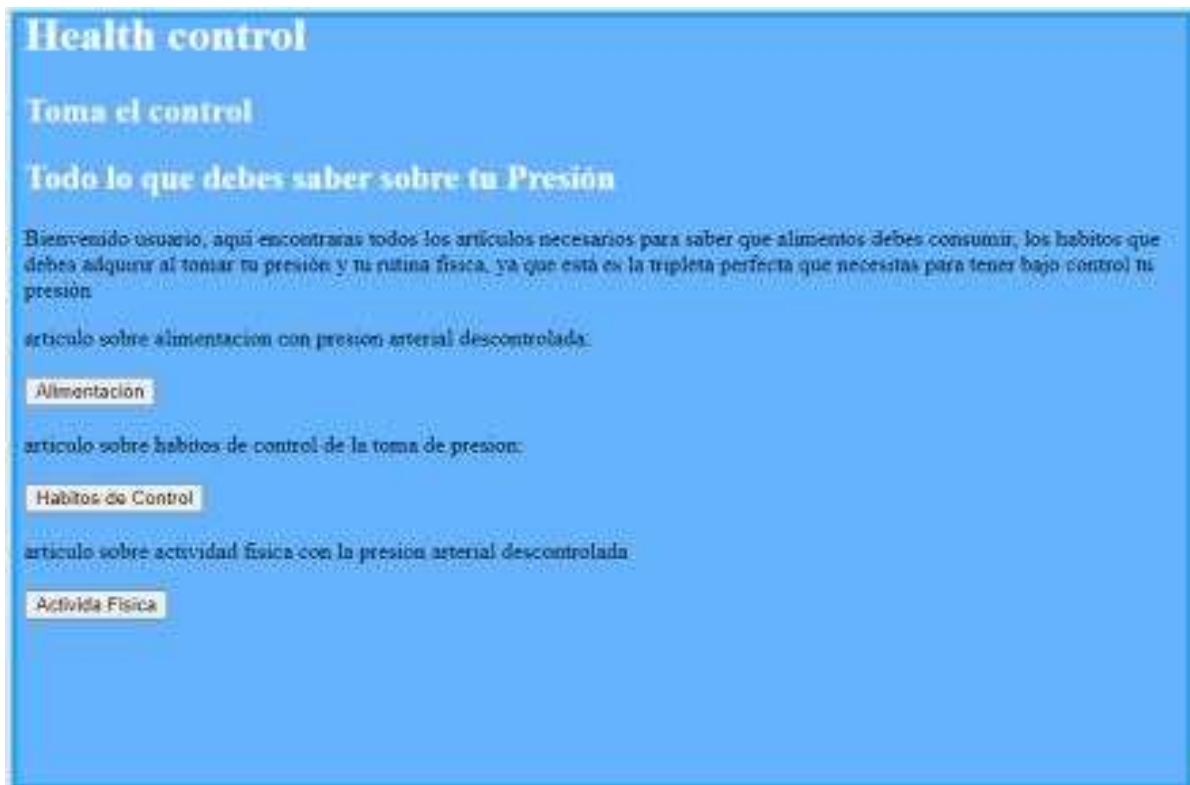 Health control
Toma el control
Todo lo que debes saber sobre tu Presión
Bienvenido usuario, aquí encontraras todos los artículos necesarios para saber que alimentos debes consumir, los habitos que
debes adquirir al tomar tu presión y tu rutina física, ya que está es la tripleta perfecta que necesitas para tener bajo control tu
presión
articulo sobre alimentacion con presion arterial descontrolada:
Alimentación
articulo sobre habitos de control de la toma de presion:
Habitos de Control
articulo sobre actividad fisica con la presion arterial descontrolada
Activida Fisica